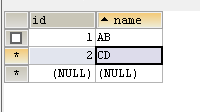 id name
1 AB
* 2 CD
* (NULL) (NULL)